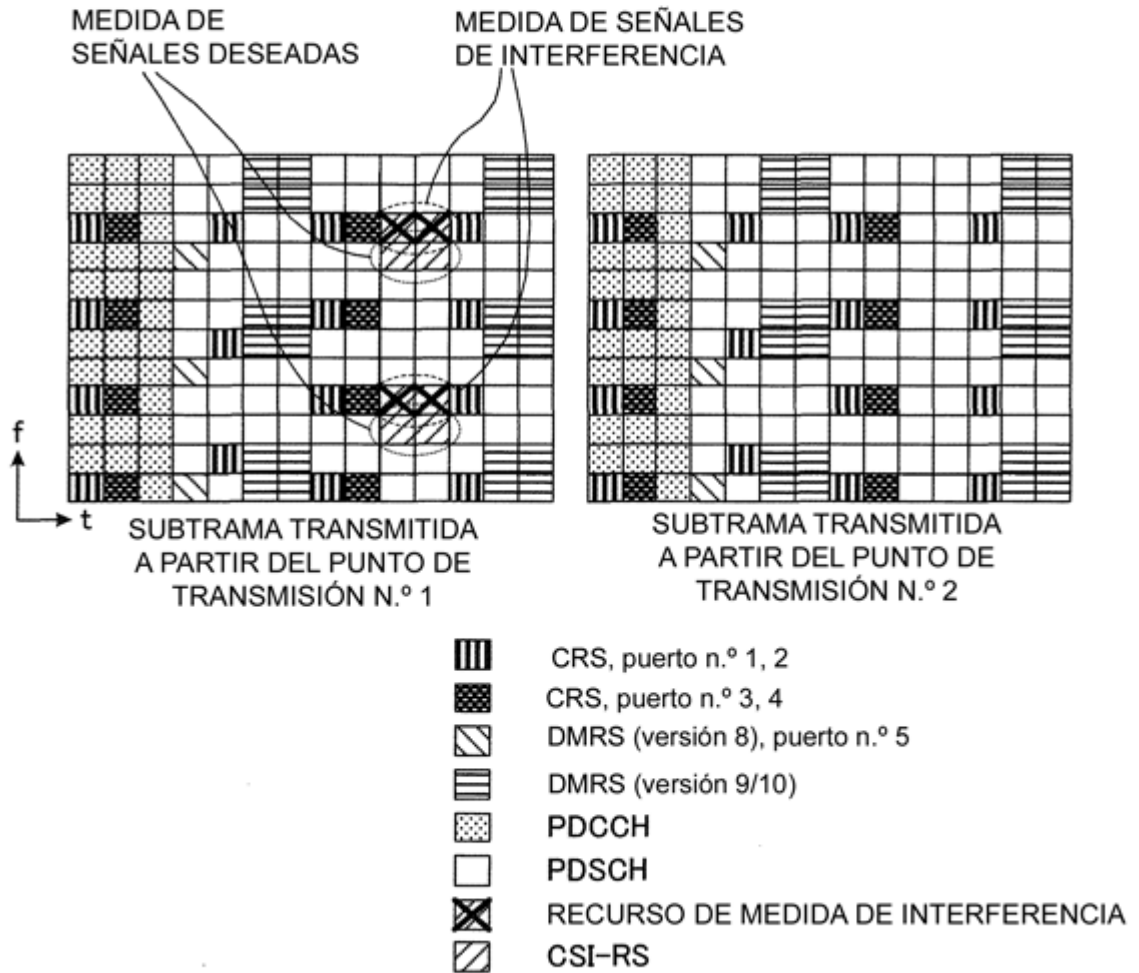 MEDIDA DE
SEÑALES DESEADAS
MEDIDA DE SEÑALES
DE INTERFERENCIA
f
t
SUBTRAMA TRANSMITIDA
A PARTIR DEL PUNTO DE
TRANSMISIÓN N.º 1
SUBTRAMA TRANSMITIDA
A PARTIR DEL PUNTO DE
TRANSMISIÓN N.º 2
CRS, puerto n.º 1, 2
CRS, puerto n.º 3, 4
DMRS (versión 8), puerto n.º 5
DMRS (versión 9/10)
PDCCH
PDSCH
RECURSO DE MEDIDA DE INTERFERENCIA
CSI-RS